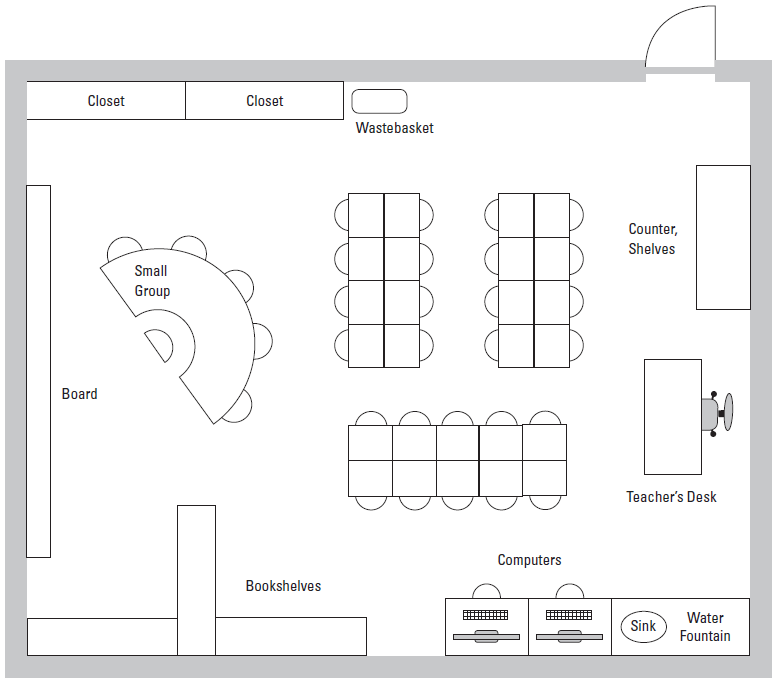 Closet
Closet
Wastebasket
Counter,
Shelves
Small
Group
Board
Teacher's Desk
Computers
Bookshelves
Sink
Water
Fountain